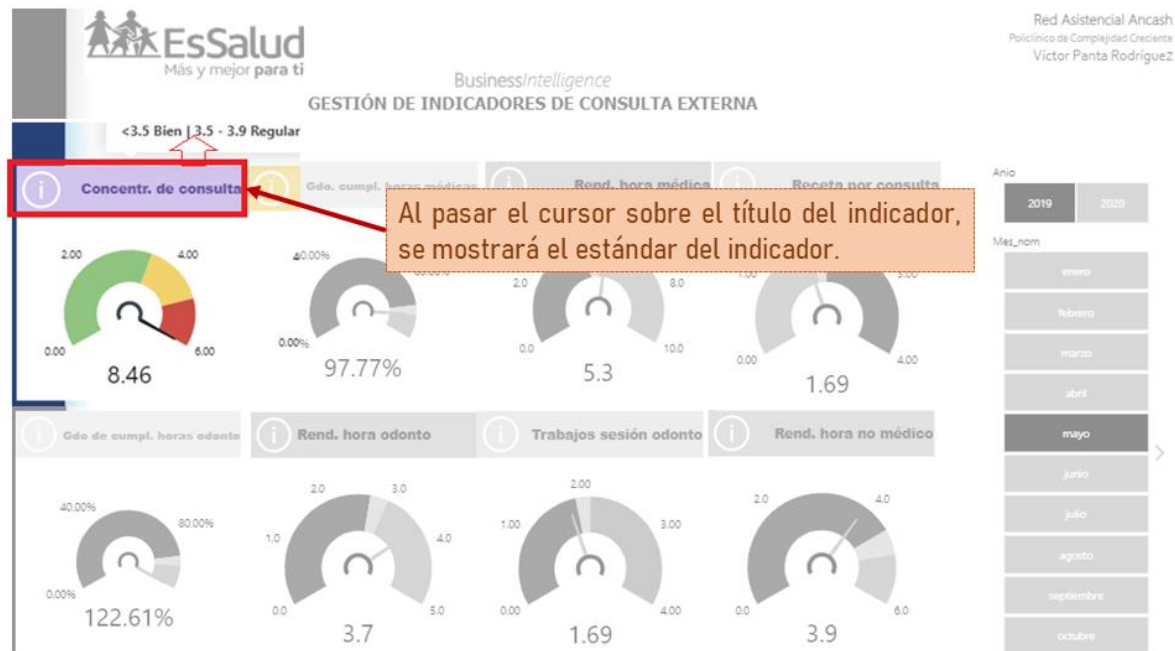 EsSalud
Más y mejor para ti
Red Asistencial Ancash
Policlínico de Complejidad Creciente
Víctor Panta Rodríguez
BusinessIntelligence
GESTIÓN DE INDICADORES DE CONSULTA EXTERNA
<3.5 Bien | 3.5 - 3.9 Regular
Concentr. de consulta
Gdo. cumpl. horas médicas
Rend. hora médica
Receta por consulta
Al pasar el cursor sobre el título del indicador,
se mostrará el estándar del indicador.
Anio
2019 2020
Mes_nom
enero
febrero
marzo
abril
mayo
junio
julio
agosto
septiembre
octubre
2.00 4.00
0.00 6.00
8.46
40.00%
0.00%
97.77%
2.0 8.0
0.0 10.0
5.3
0.00 4.00
1.69
Gdo de cumpl. horas odonto
Rend. hora odonto
Trabajos sesión odonto
Rend. hora no médico
40.00% 80.00%
0.00%
122.61%
2.0 3.0
1.0 4.0
0.0 5.0
3.7
2.00
1.00 3.00
0.00 4.00
1.69
2.0 4.0
0.0 6.0
3.9